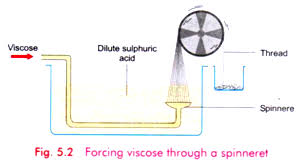 Viscose
Dilute sulphuric
acid
Thread
Spinnere
Fig. 5.2 Forcing viscose through a spinneret